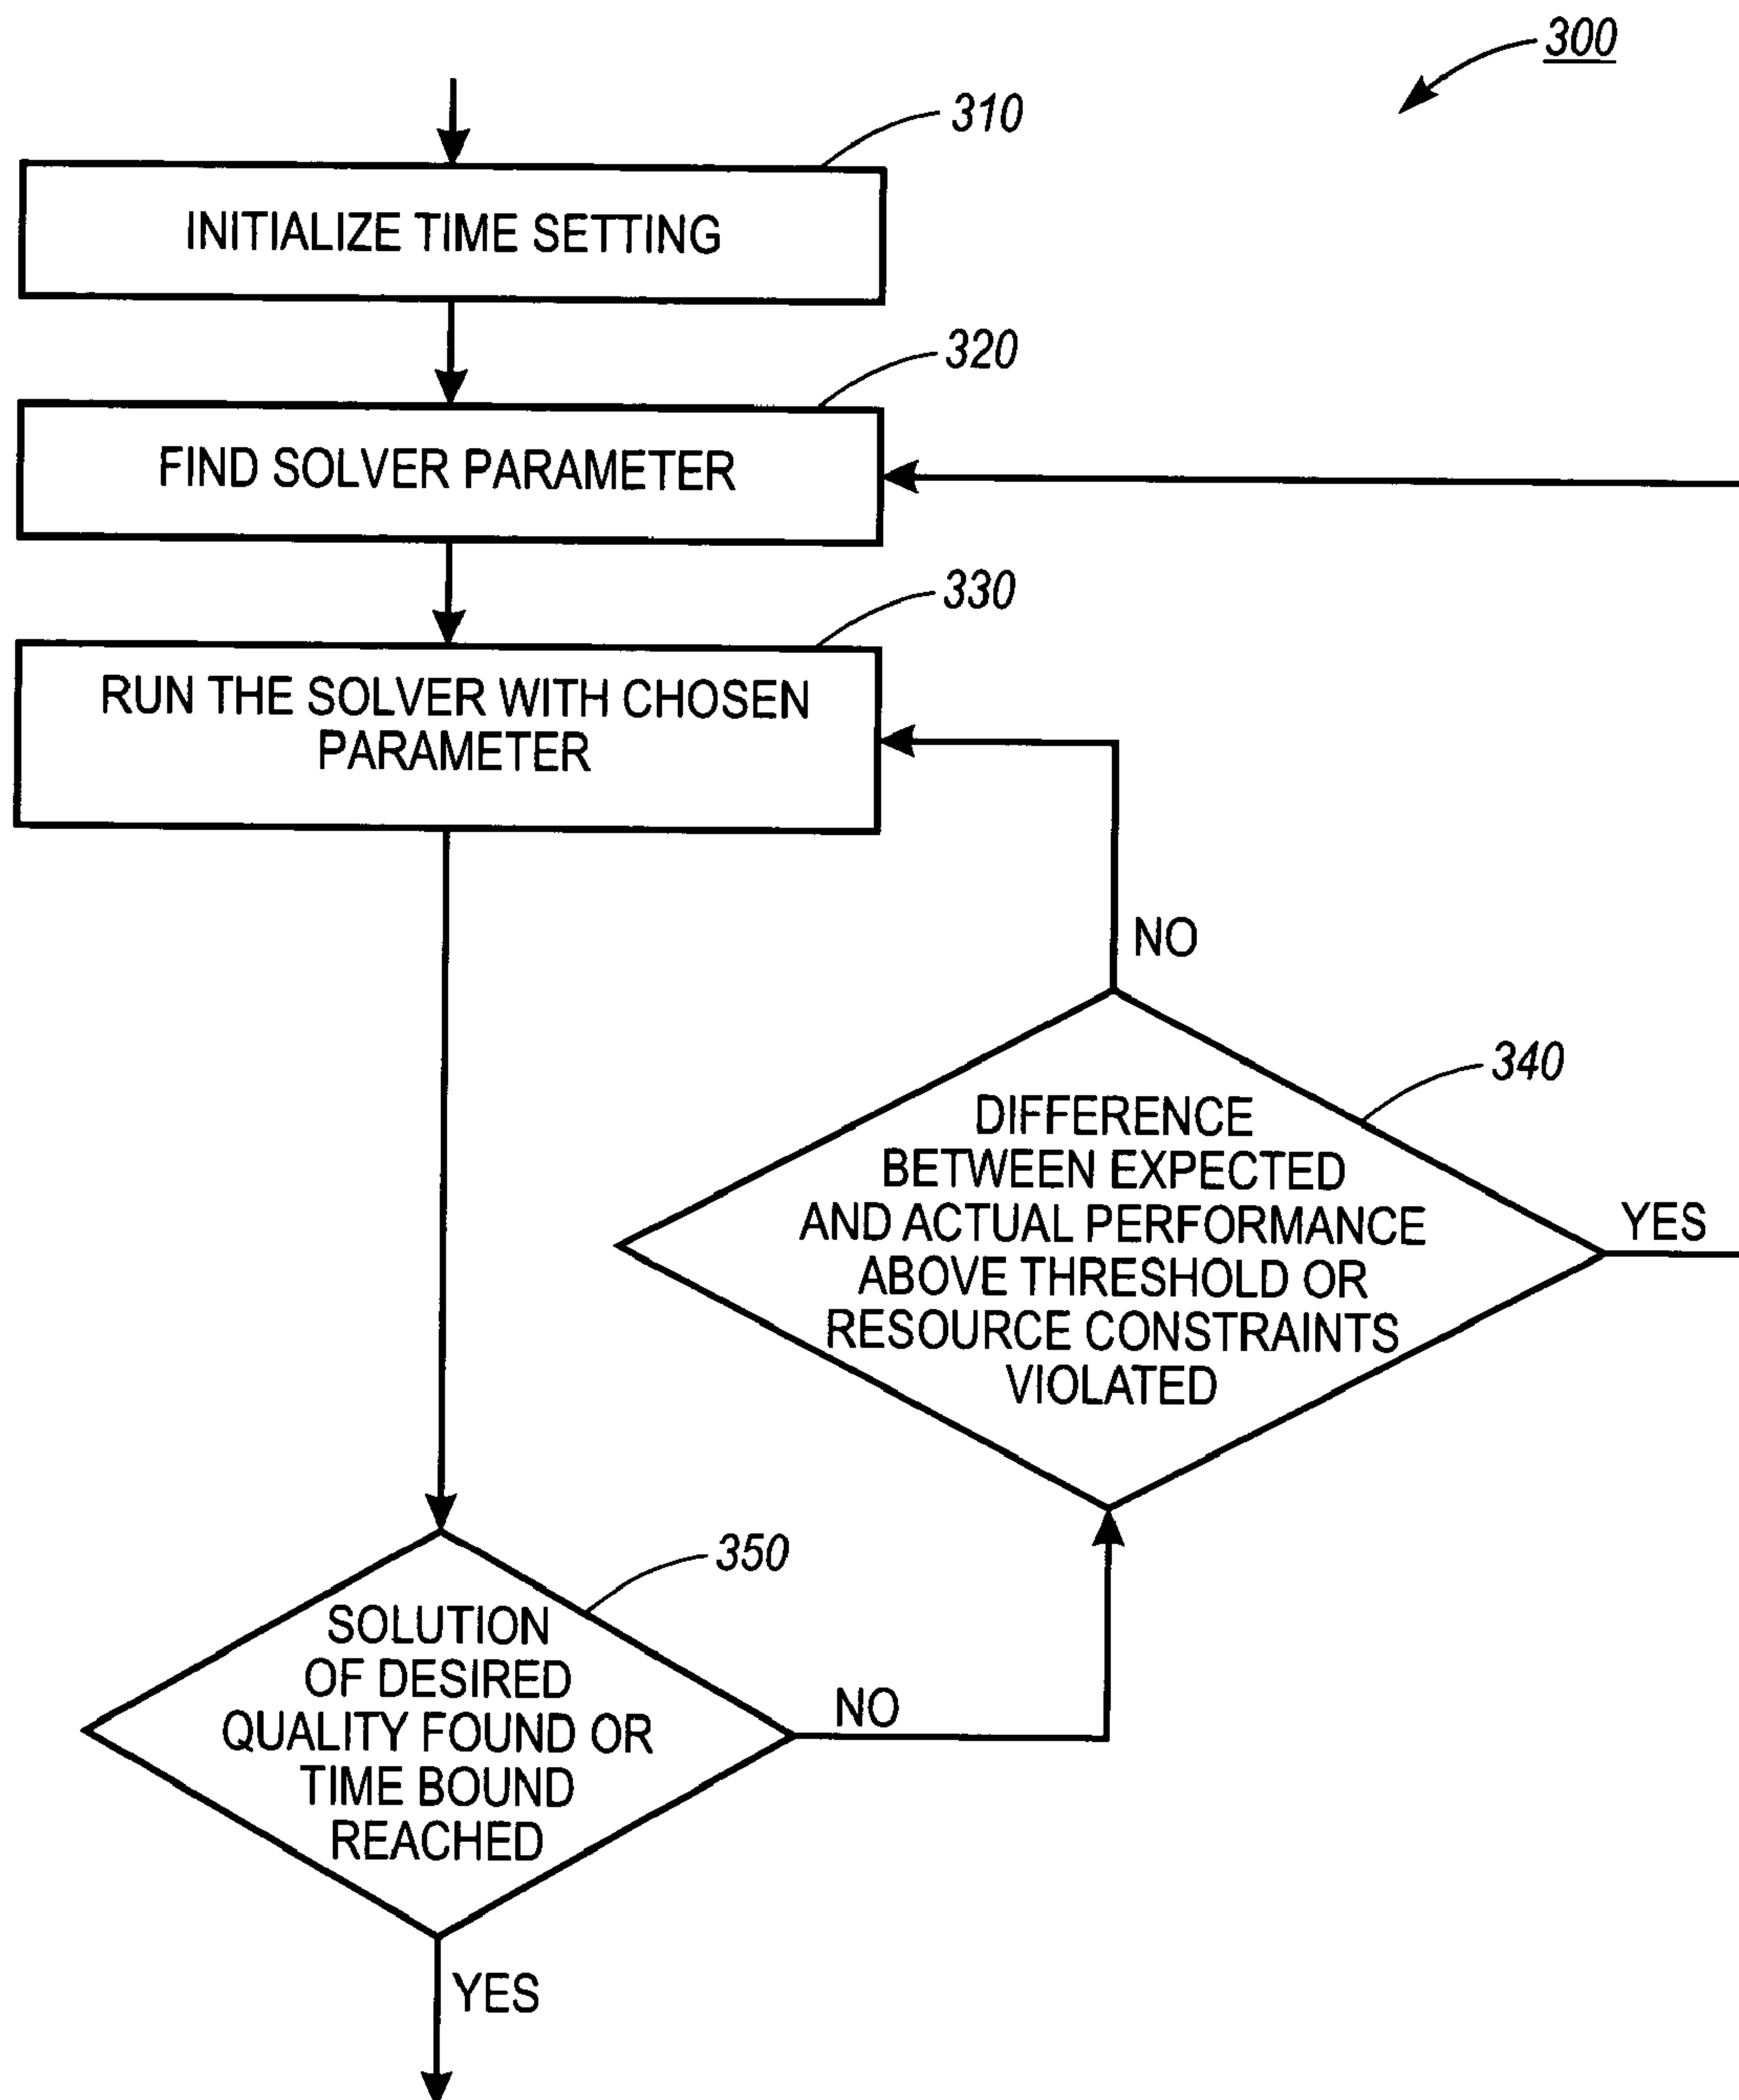 300
310
INITIALIZE TIME SETTING
320
FIND SOLVER PARAMETER
330
RUN THE SOLVER WITH CHOSEN
PARAMETER
NO
340
DIFFERENCE
BETWEEN EXPECTED
AND ACTUAL PERFORMANCE
ABOVE THRESHOLD OR
RESOURCE CONSTRAINTS
VIOLATED
YES
350
SOLUTION
OF DESIRED
QUALITY FOUND OR
TIME BOUND
REACHED
NO
YES